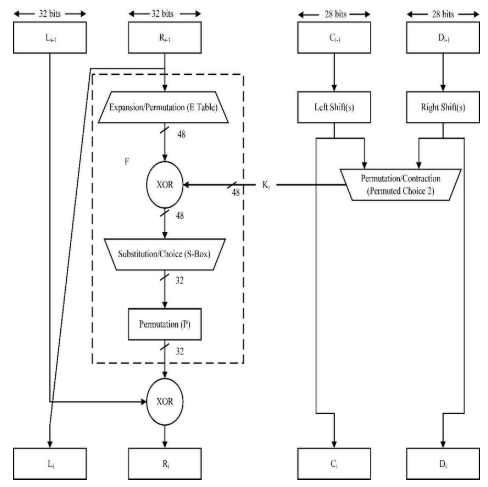 32 bits
32 bits
28 bits
28 bits
Lᵢ₋₁
Rᵢ₋₁
Cᵢ₋₁
Dᵢ₋₁
Expansion/Permutation (E Table)
Left Shift(s)
Right Shift(s)
48
F
XOR
48
Kᵢ
Permutation/Contraction
(Permuted Choice 2)
48
Substitution/Choice (S-Box)
32
Permutation (P)
32
XOR
Lᵢ
Rᵢ
Cᵢ
Dᵢ